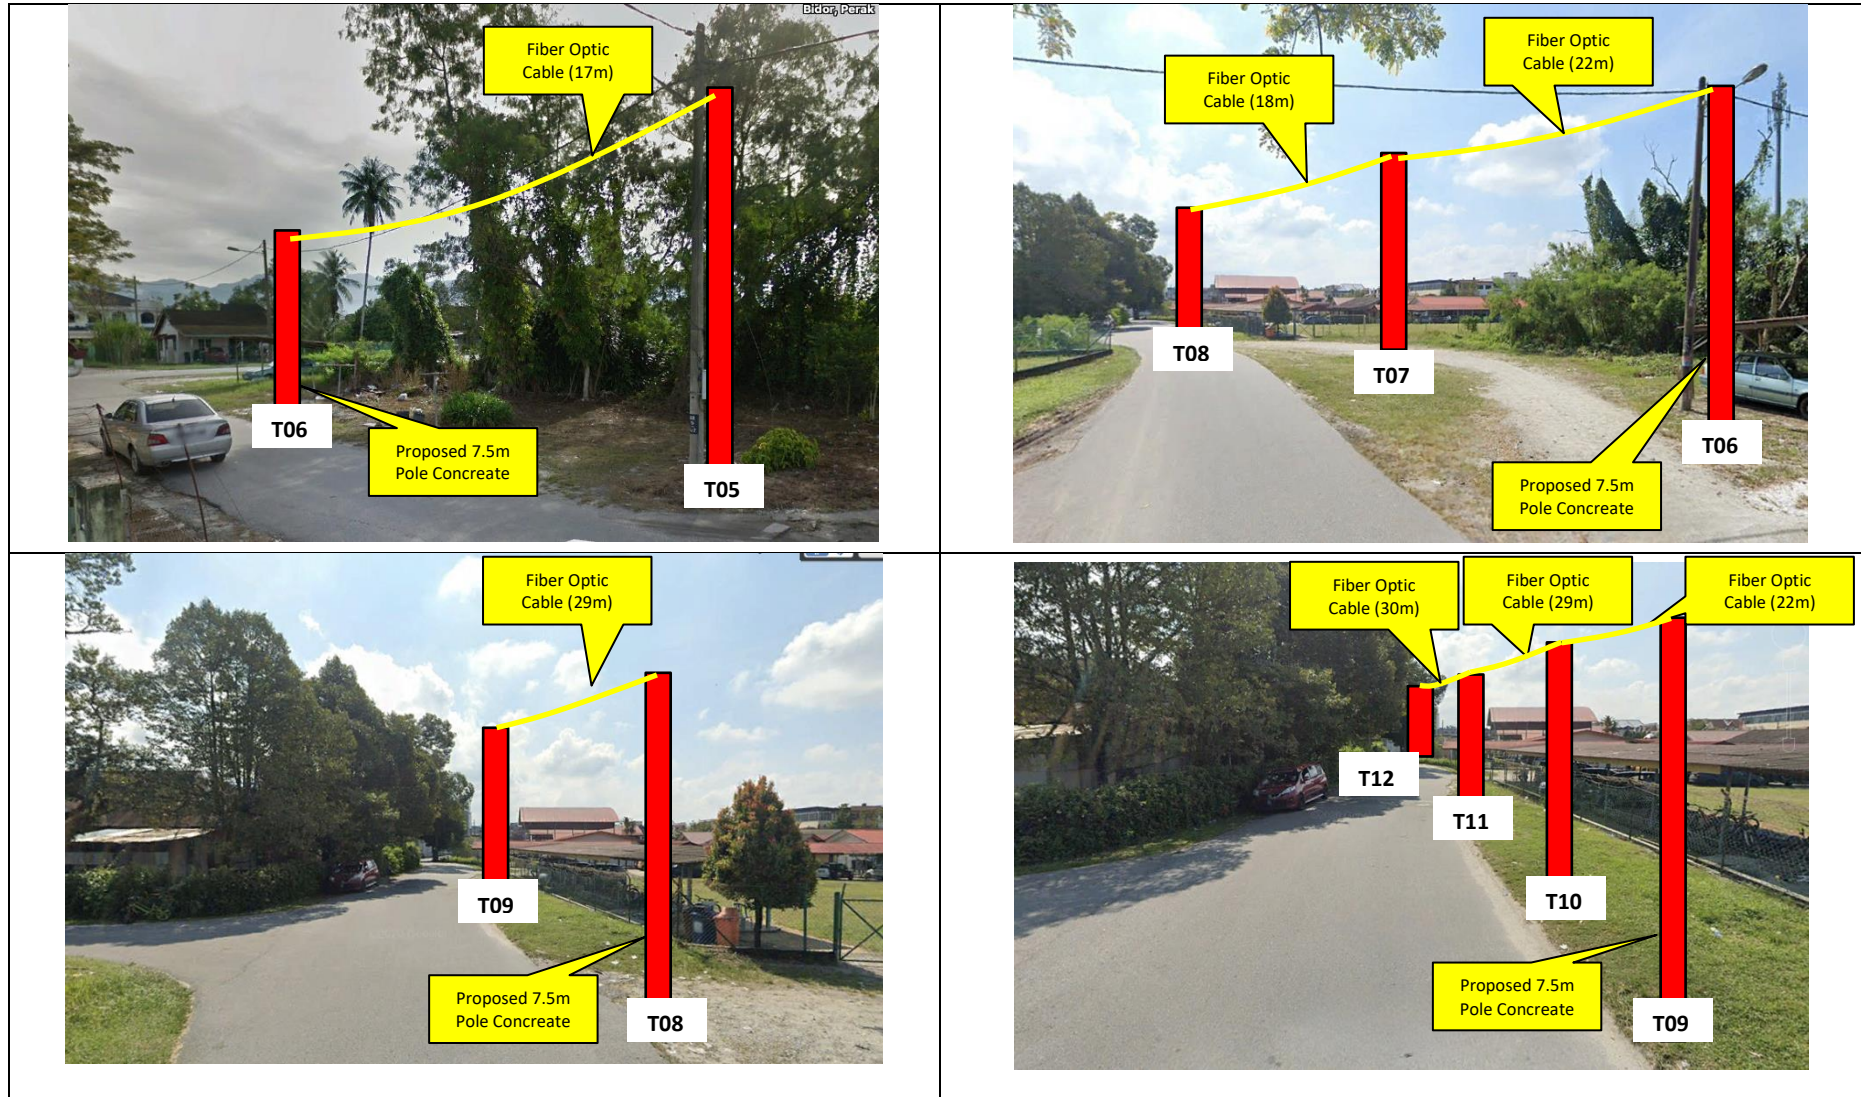 Bidor, Perak
Fiber Optic
Cable (17m)
T06
Proposed 7.5m
Pole Concreate
T05
Fiber Optic
Cable (18m)
Fiber Optic
Cable (22m)
T08
T07
T06
Proposed 7.5m
Pole Concreate
Fiber Optic
Cable (29m)
T09
Proposed 7.5m
Pole Concreate
T08
Fiber Optic
Cable (30m)
Fiber Optic
Cable (29m)
Fiber Optic
Cable (22m)
T12
T11
T10
Proposed 7.5m
Pole Concreate
T09